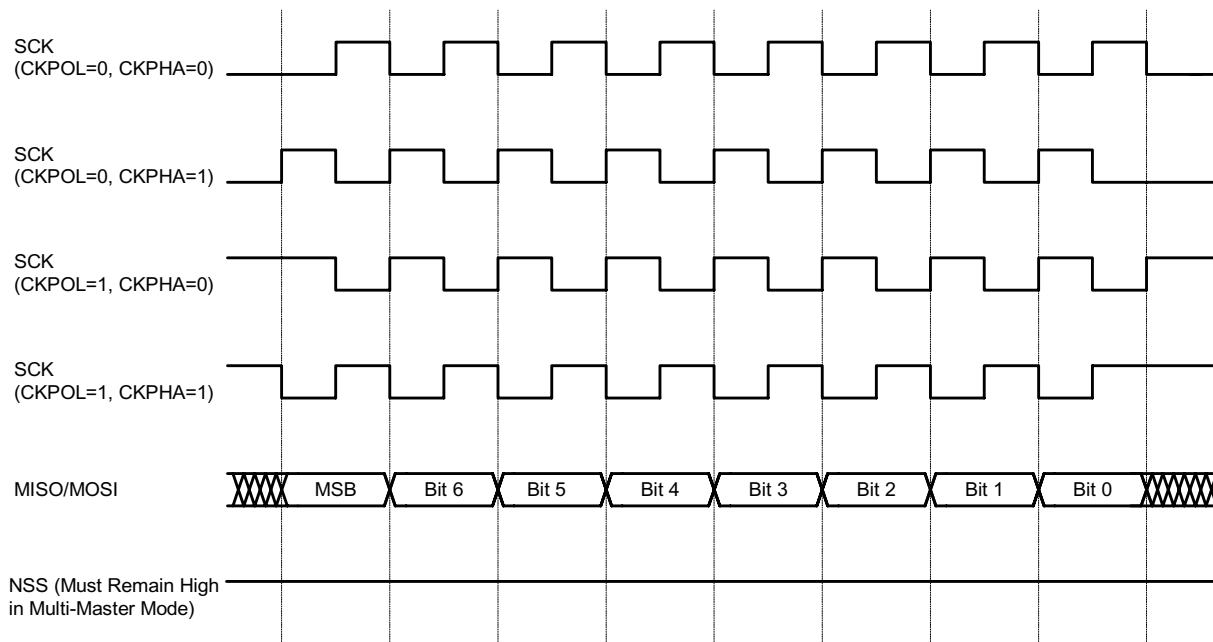 SCK
(CKPOL=0, CKPHA=0)
SCK
(CKPOL=0, CKPHA=1)
SCK
(CKPOL=1, CKPHA=0)
SCK
(CKPOL=1, CKPHA=1)
MISO/MOSI
MSB Bit 6 Bit 5 Bit 4 Bit 3 Bit 2 Bit 1 Bit 0
NSS (Must Remain High
in Multi-Master Mode)